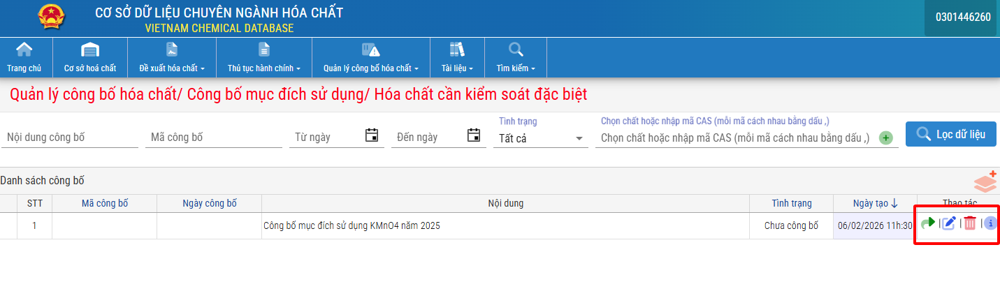 CƠ SỞ DỮ LIỆU CHUYÊN NGÀNH HÓA CHẤT
VIETNAM CHEMICAL DATABASE
0301446260
Trang chủ
Cơ sở hoá chất
Đề xuất hóa chất
Thủ tục hành chính
Quản lý công bố hóa chất
Tài liệu
Tìm kiếm
Quản lý công bố hóa chất/ Công bố mục đích sử dụng/ Hóa chất cần kiểm soát đặc biệt
Nội dung công bố
Mã công bố
Từ ngày
Đến ngày
Tình trạng
Tất cả
Chọn chất hoặc nhập mã CAS (mỗi mã cách nhau bằng dấu ,)
Chọn chất hoặc nhập mã CAS (mỗi mã cách nhau bằng dấu ,)
Lọc dữ liệu
Danh sách công bố
STT Mã công bố Ngày công bố Nội dung Tình trạng Ngày tạo ↓ Thao tác
1 Công bố mục đích sử dụng KMnO4 năm 2025 Chưa công bố 06/02/2026 11h:30 | | |